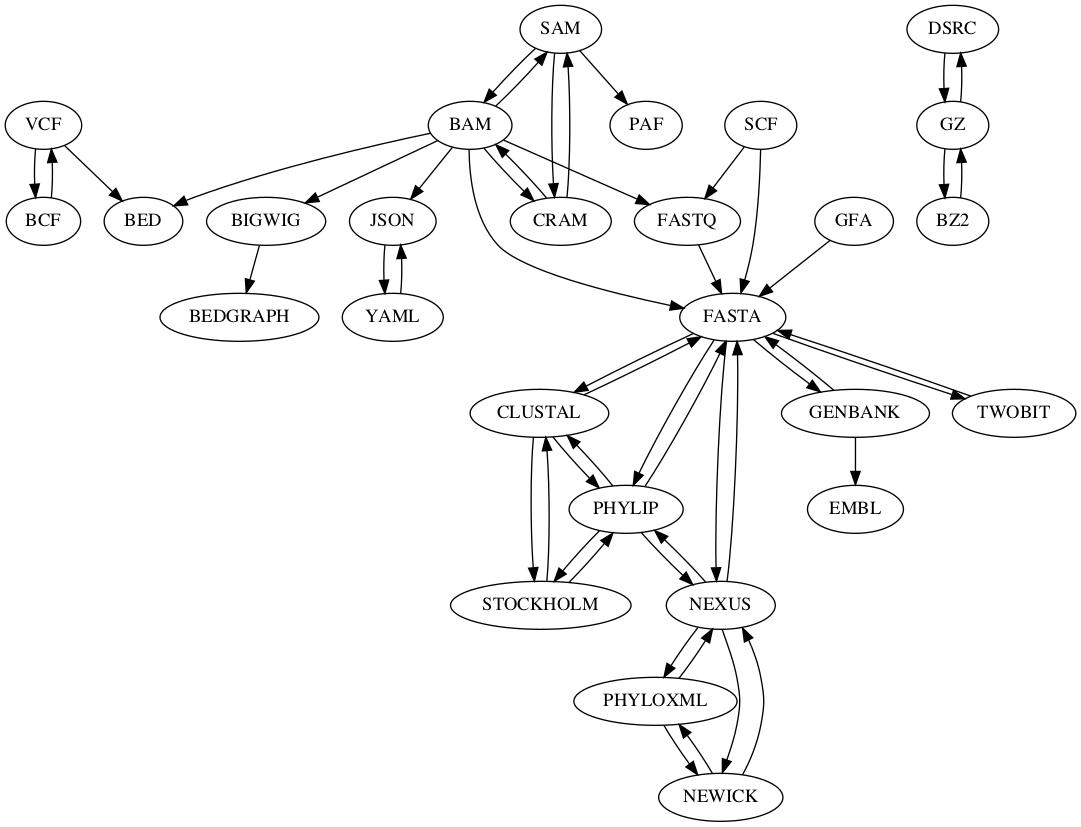 SAM
DSRC
VCF
BAM
PAF
SCF
GZ
BCF
BED
BIGWIG
JSON
CRAM
FASTQ
GFA
BZ2
BEDGRAPH
YAML
FASTA
CLUSTAL
GENBANK
TWOBIT
PHYLIP
EMBL
STOCKHOLM
NEXUS
PHYLOXML
NEWICK